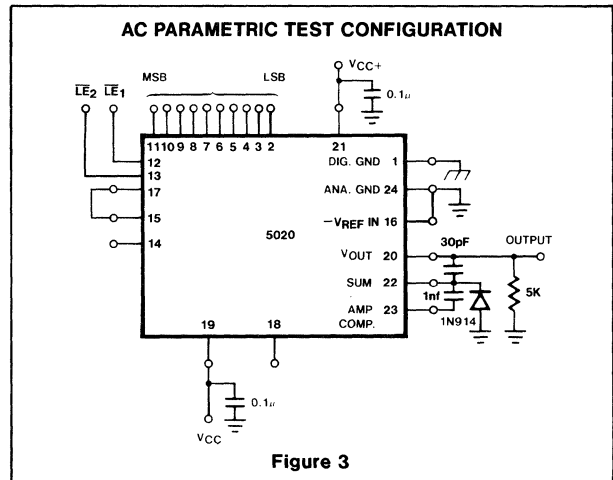 AC PARAMETRIC TEST CONFIGURATION
VCC+
LE2 LE1 MSB LSB
0.1μ
11 10 9 8 7 6 5 4 3 2 21
12 DIG. GND 1
13
17 ANA. GND 24
15 −VREF IN 16
5020 30pF OUTPUT
14 VOUT 20
SUM 22 5K
1nf
AMP 23 1N914
COMP.
19 18
0.1μ
VCC
Figure 3